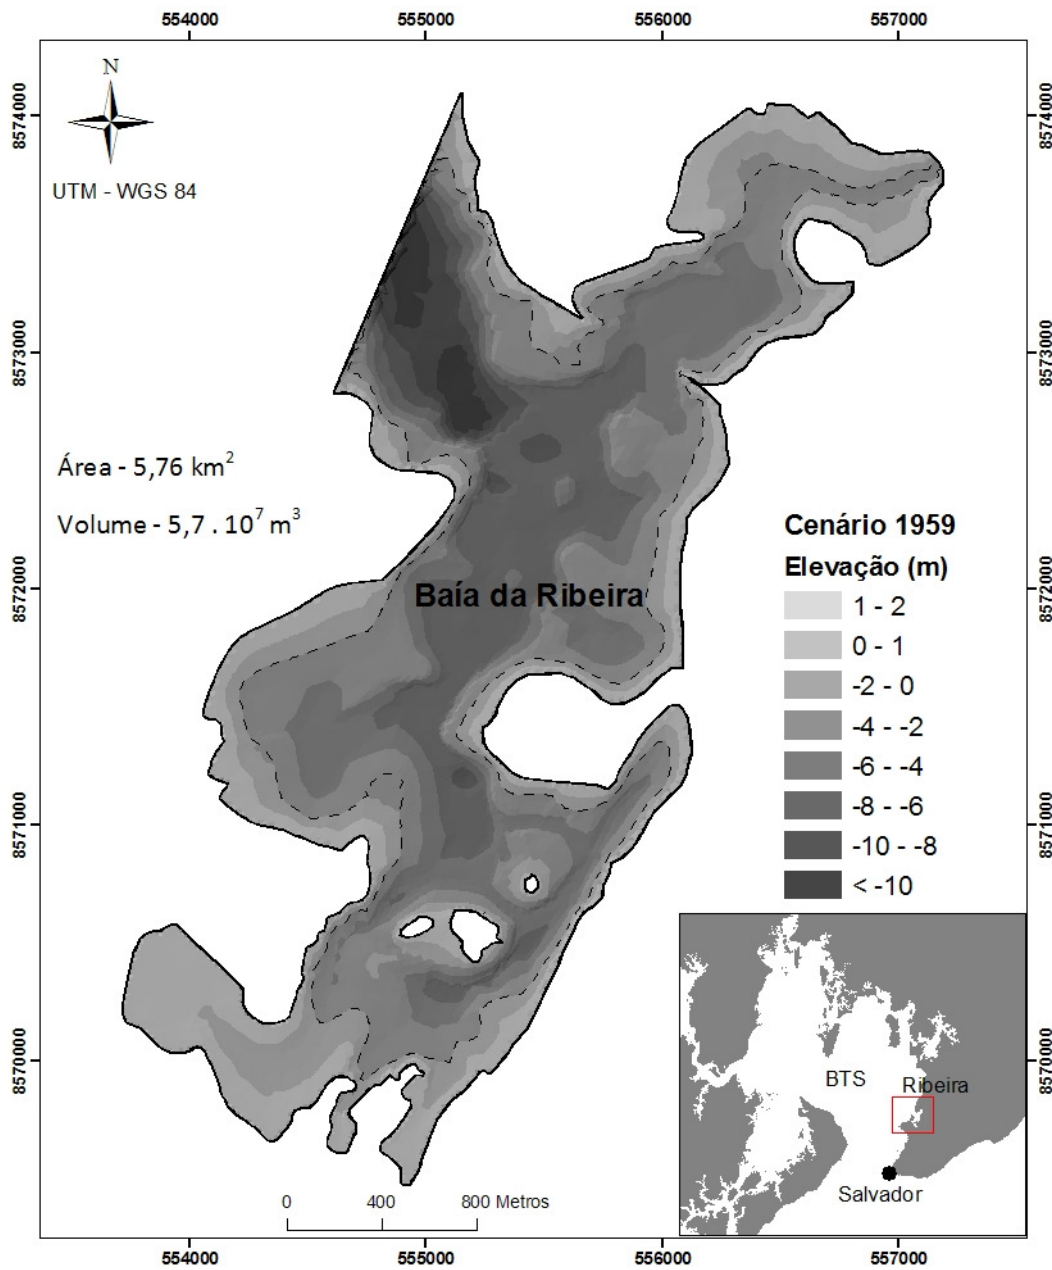 554000 555000 556000 557000
N
8574000 8574000
UTM - WGS 84
8573000 8573000
Área - 5,76 km²
Volume - 5,7 . 10⁷ m³
Cenário 1959
Elevação (m)
8572000 8572000
Baía da Ribeira
1 - 2
0 - 1
-2 - 0
-4 - -2
-6 - -4
8571000 8571000
-8 - -6
-10 - -8
< -10
8570000 8570000
BTS
Ribeira
Salvador
0 400 800 Metros
554000 555000 556000 557000